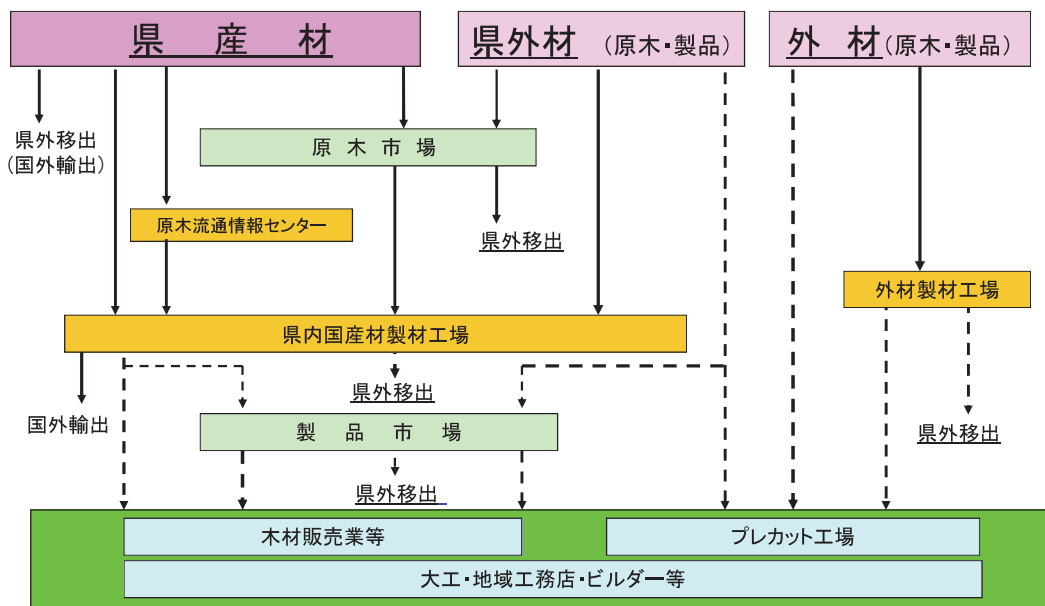 県産材
県外材（原木・製品）
外材（原木・製品）
県外移出
（国外輸出）
原木市場
原木流通情報センター
県外移出
外材製材工場
県内国産材製材工場
県外移出
国外輸出
製品市場
県外移出
県外移出
木材販売業等
プレカット工場
大工・地域工務店・ビルダー等